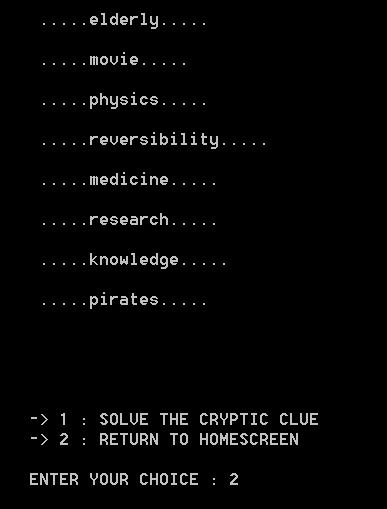 .....elderly.....
.....movie.....
.....physics.....
.....reversibility.....
.....medicine.....
.....research.....
.....knowledge.....
.....pirates.....
-> 1 : SOLVE THE CRYPTIC CLUE
-> 2 : RETURN TO HOMESCREEN
ENTER YOUR CHOICE : 2